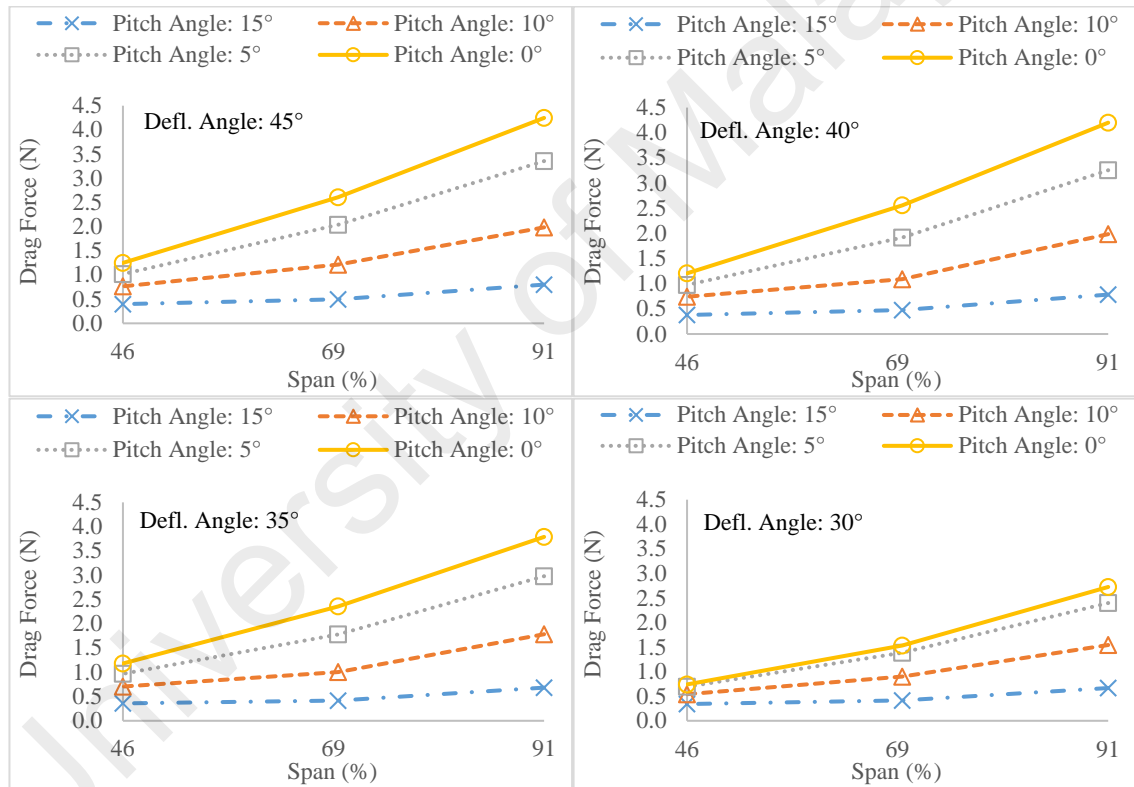 Pitch Angle: 15°
Pitch Angle: 10°
Pitch Angle: 5°
Pitch Angle: 0°
Defl. Angle: 45°
Drag Force (N)
4.5
4.0
3.5
3.0
2.5
2.0
1.5
1.0
0.5
0.0
46
69
91
Span (%)
Pitch Angle: 15°
Pitch Angle: 10°
Pitch Angle: 5°
Pitch Angle: 0°
Defl. Angle: 40°
Drag Force (N)
4.5
4.0
3.5
3.0
2.5
2.0
1.5
1.0
0.5
0.0
46
69
91
Span (%)
Pitch Angle: 15°
Pitch Angle: 10°
Pitch Angle: 5°
Pitch Angle: 0°
Defl. Angle: 35°
Drag Force (N)
4.5
4.0
3.5
3.0
2.5
2.0
1.5
1.0
0.5
0.0
46
69
91
Span (%)
Pitch Angle: 15°
Pitch Angle: 10°
Pitch Angle: 5°
Pitch Angle: 0°
Defl. Angle: 30°
Drag Force (N)
4.5
4.0
3.5
3.0
2.5
2.0
1.5
1.0
0.5
0.0
46
69
91
Span (%)
University of Mala